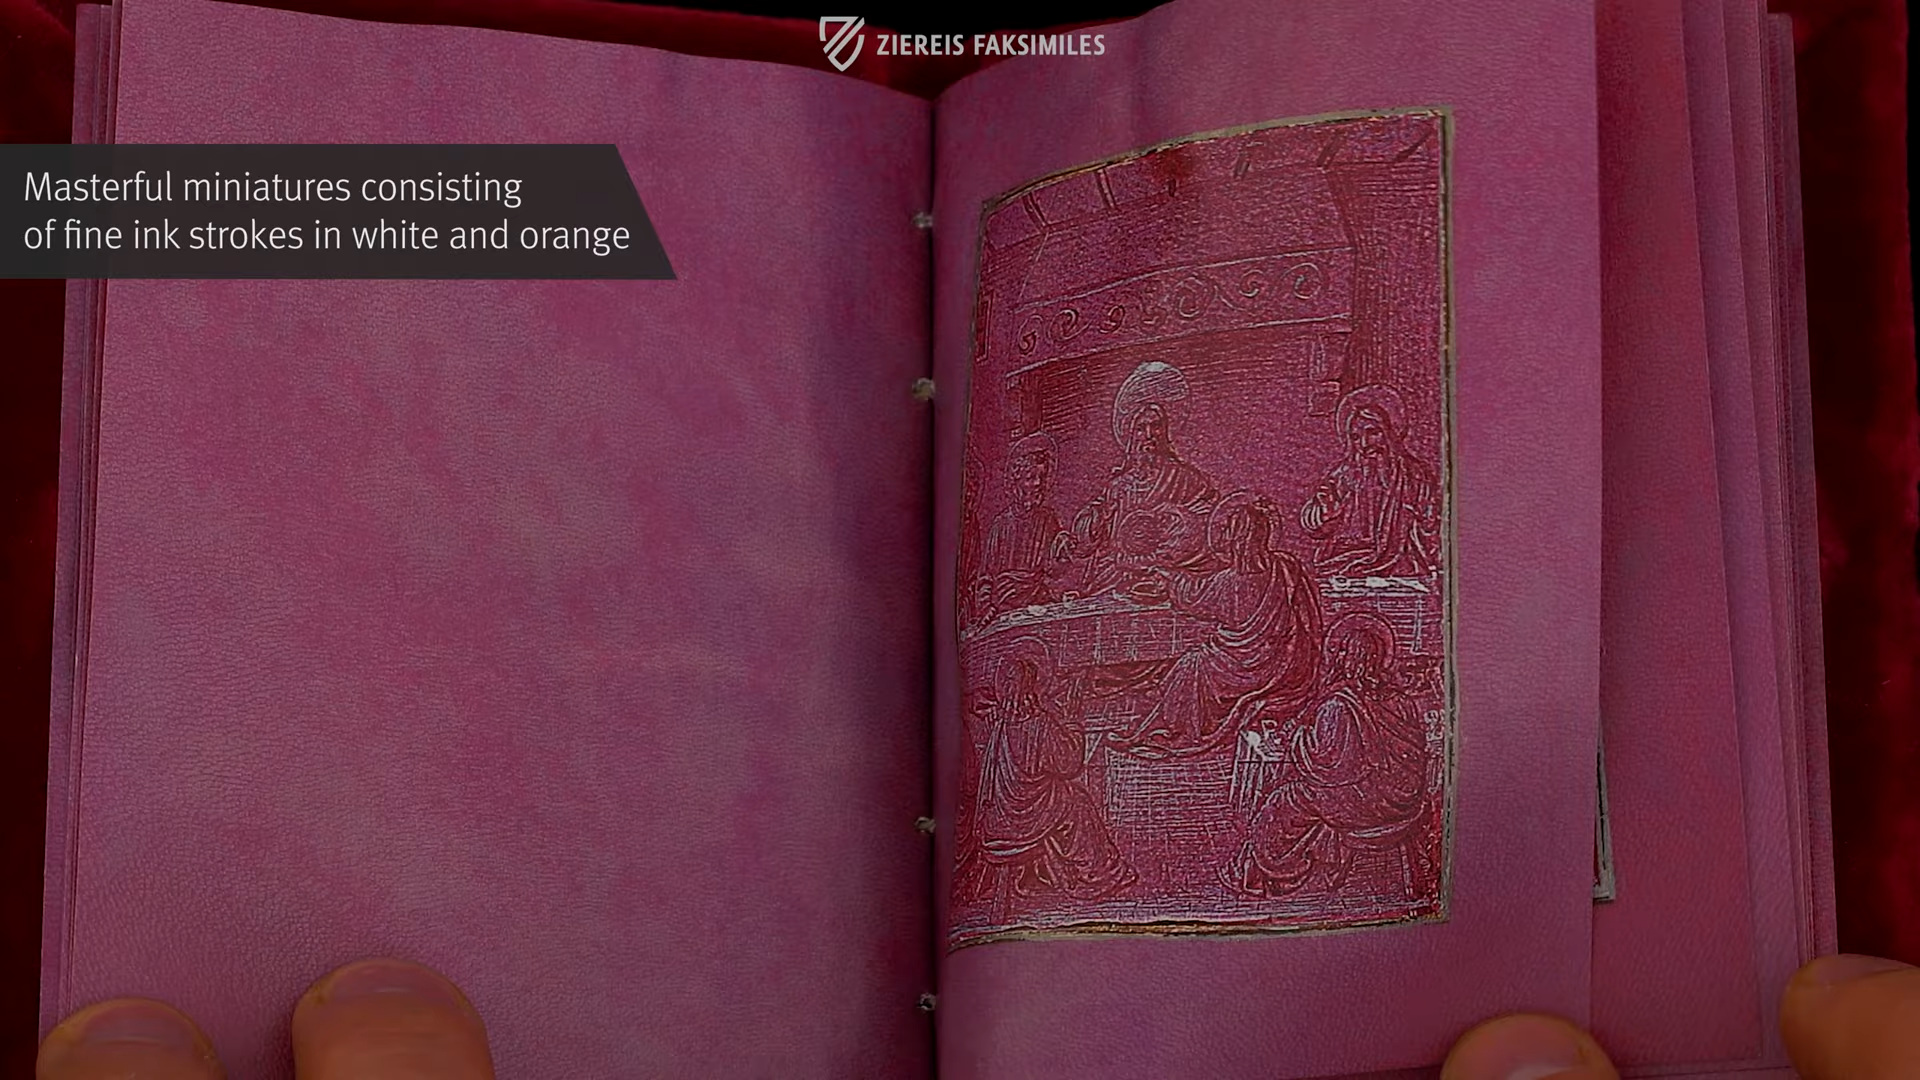 ZIEREIS FAKSIMILES
Masterful miniatures consisting
of fine ink strokes in white and orange